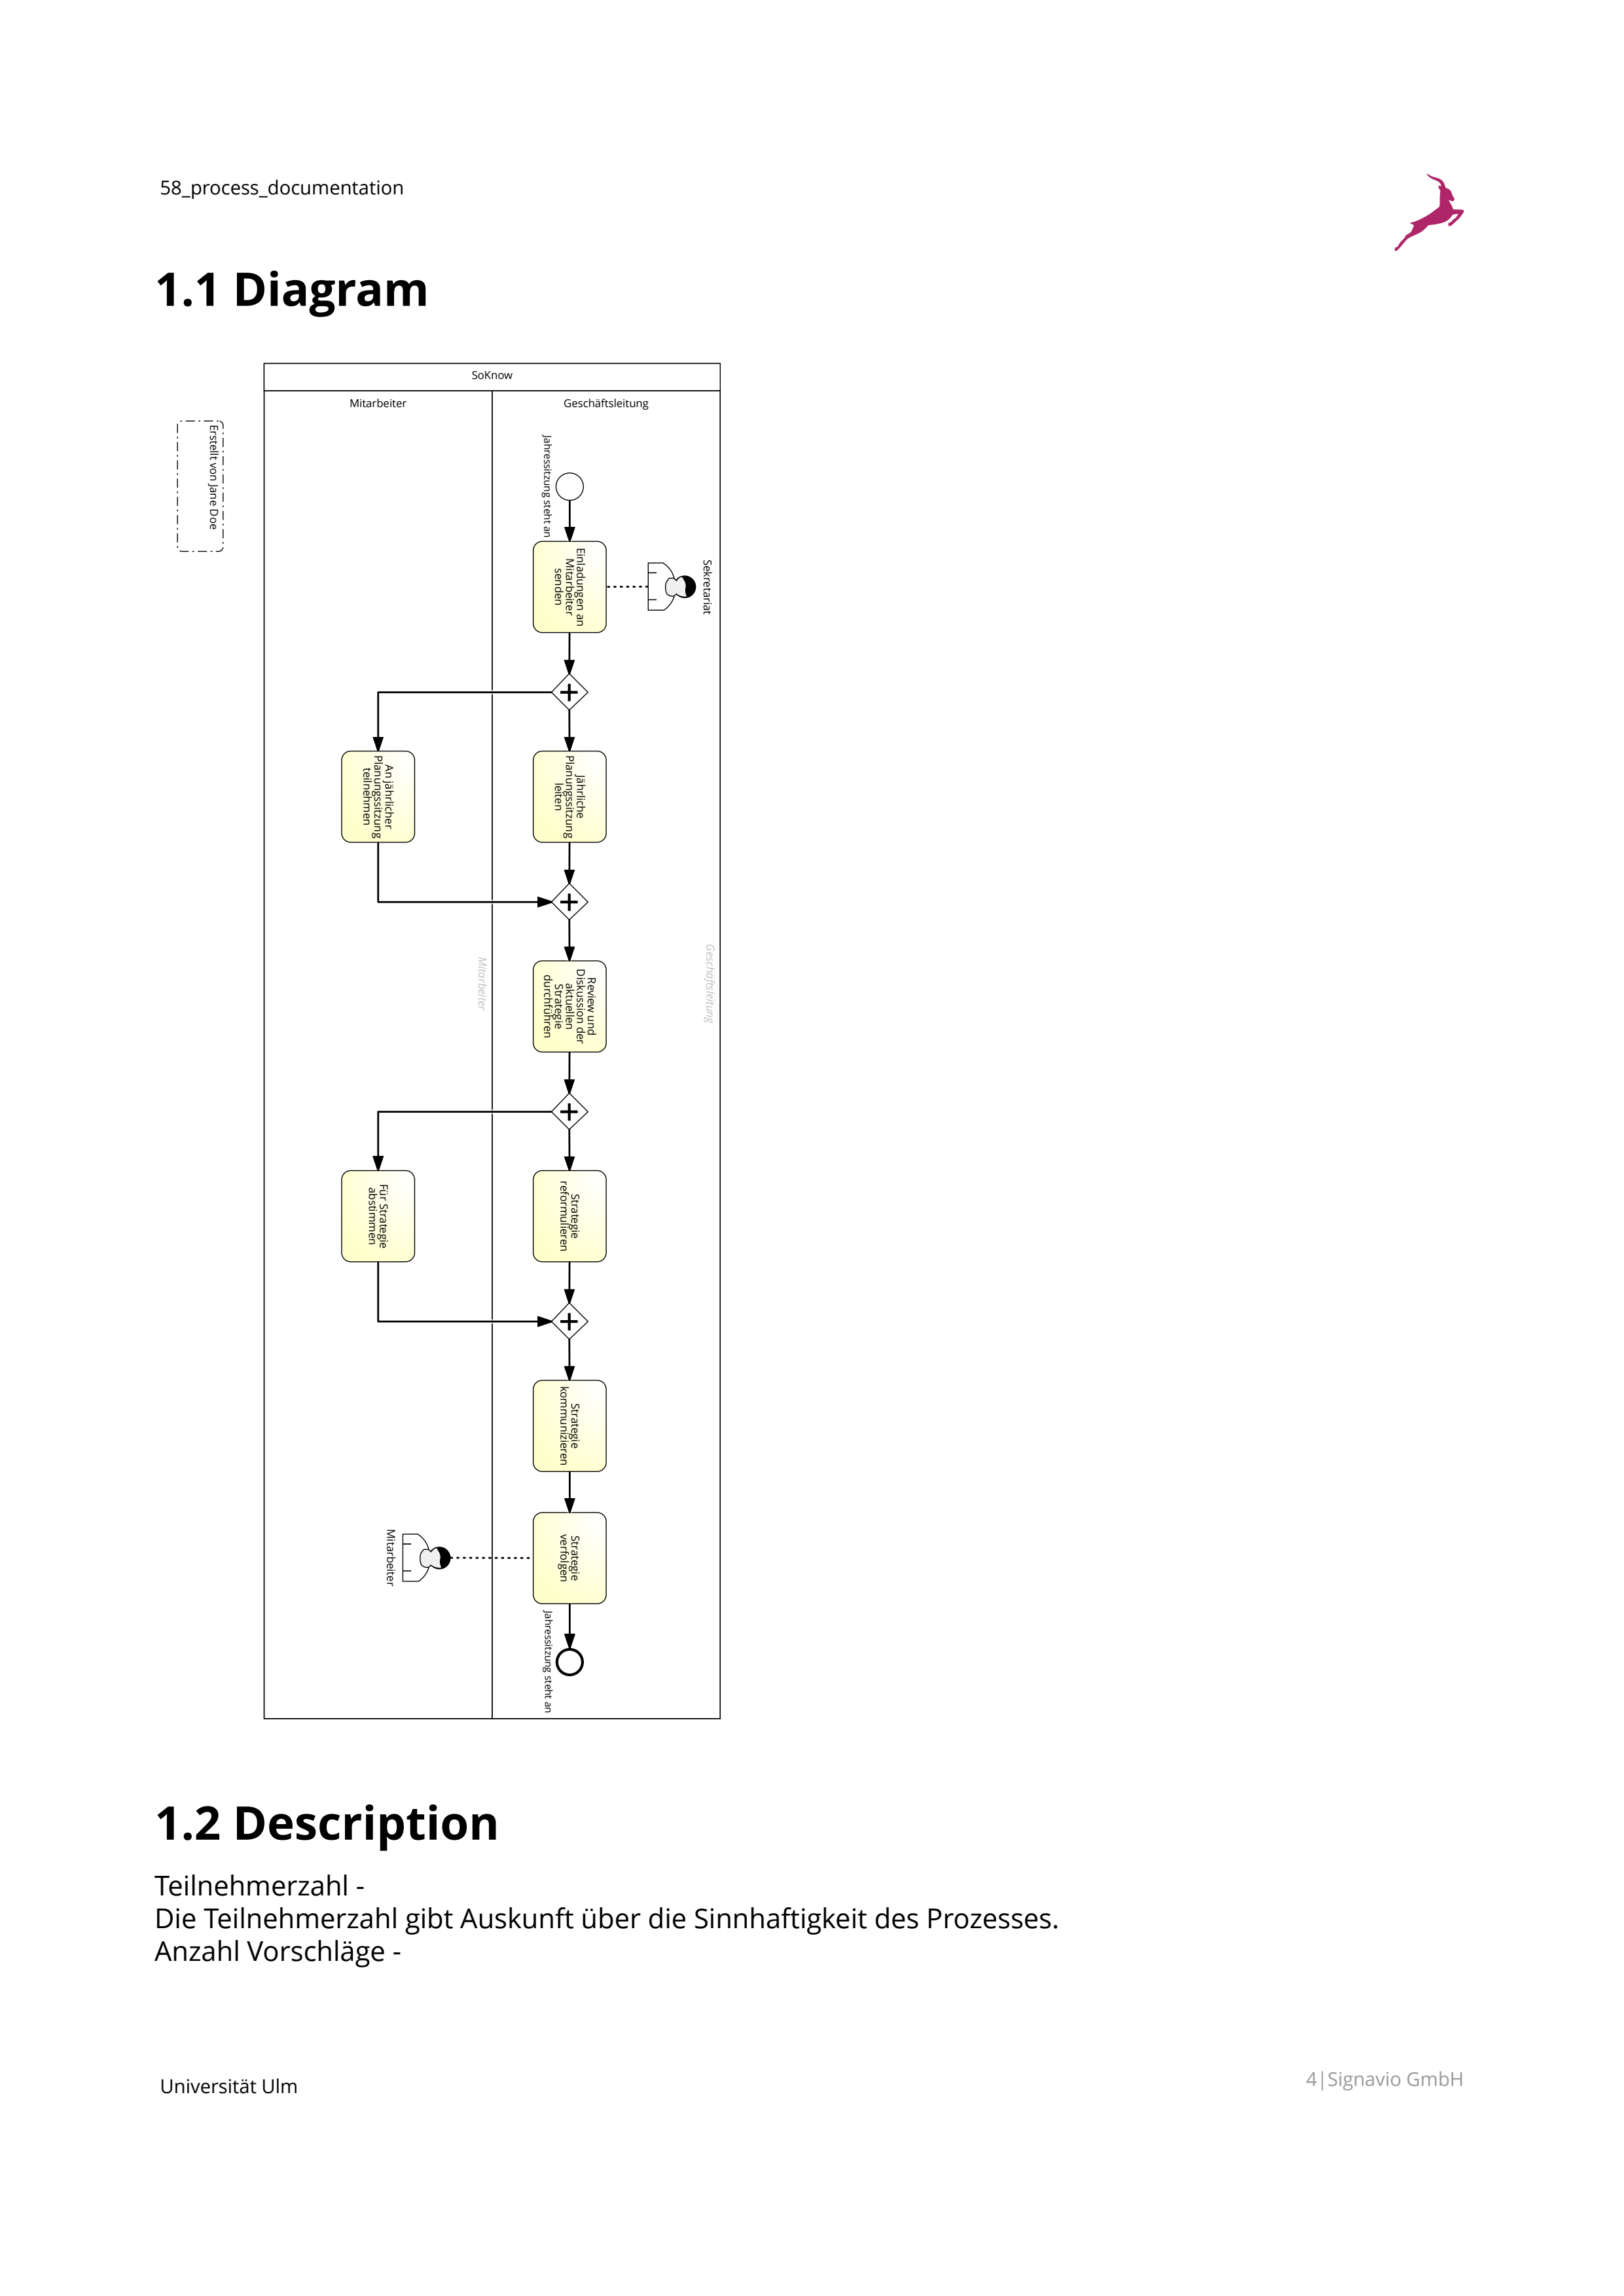 58_process_documentation
1.1 Diagram
SoKnow
Mitarbeiter
Geschäftsleitung
Erstellt von Jane Doe
Jahressitzung steht an
Sekretariat
Einladungen an
Mitarbeiter
senden
An jährlicher
Planungssitzung
teilnehmen
Jährliche
Planungssitzung
leiten
Mitarbeiter
Geschäftsleitung
Review und
Diskussion der
aktuellen
Strategie
durchführen
Für Strategie
abstimmen
Strategie
reformulieren
Strategie
kommunizieren
Mitarbeiter
Strategie
verfolgen
Jahressitzung steht an
1.2 Description
Teilnehmerzahl -
Die Teilnehmerzahl gibt Auskunft über die Sinnhaftigkeit des Prozesses.
Anzahl Vorschläge -
Universität Ulm
4|Signavio GmbH